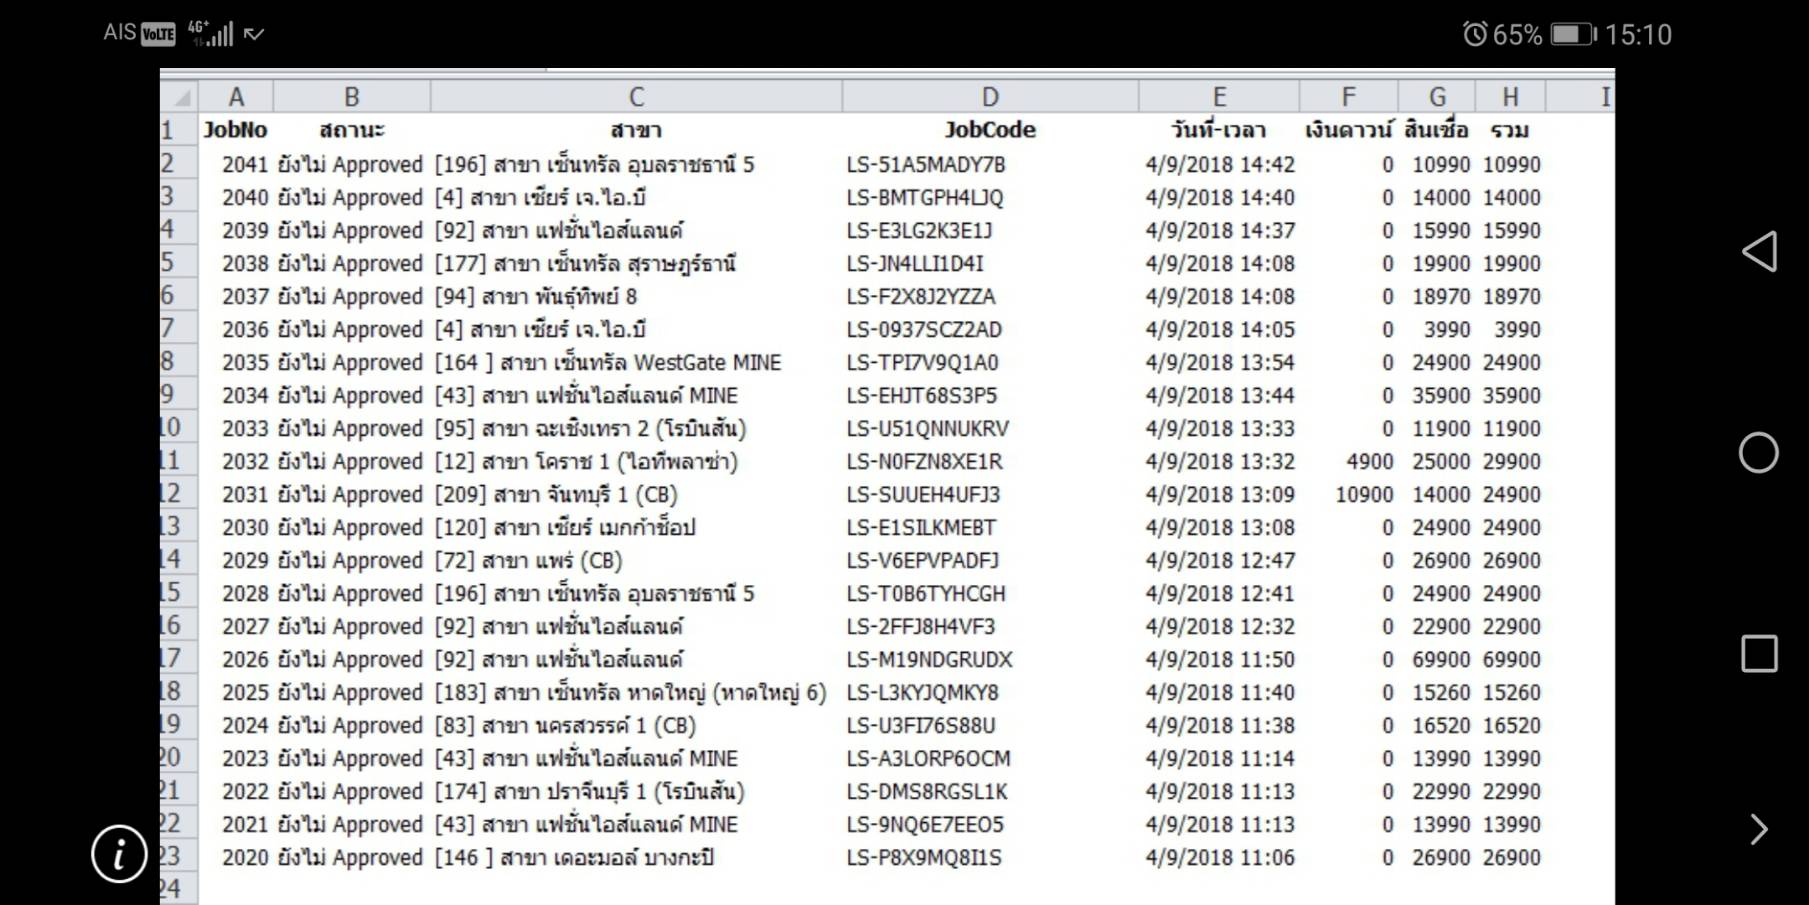 AIS VoLTE 4G+ 65% 15:10
A B C D E F G H I
1 JobNo สถานะ สาขา JobCode วันที่-เวลา เงินดาวน์ สินเชื่อ รวม
2 2041 ยังไม่ Approved [196] สาขา เซ็นทรัล อุบลราชธานี 5 LS-51A5MADY7B 4/9/2018 14:42 0 10990 10990
3 2040 ยังไม่ Approved [4] สาขา เซียร์ เจ.ไอ.บี LS-BMTGPH4LJQ 4/9/2018 14:40 0 14000 14000
4 2039 ยังไม่ Approved [92] สาขา แฟชั่นไอส์แลนด์ LS-E3LG2K3E1J 4/9/2018 14:37 0 15990 15990
5 2038 ยังไม่ Approved [177] สาขา เซ็นทรัล สุราษฎร์ธานี LS-JN4LLI1D4I 4/9/2018 14:08 0 19900 19900
6 2037 ยังไม่ Approved [94] สาขา พันธุ์ทิพย์ 8 LS-F2X8J2YZZA 4/9/2018 14:08 0 18970 18970
7 2036 ยังไม่ Approved [4] สาขา เซียร์ เจ.ไอ.บี LS-0937SCZ2AD 4/9/2018 14:05 0 3990 3990
8 2035 ยังไม่ Approved [164 ] สาขา เซ็นทรัล WestGate MINE LS-TPI7V9Q1A0 4/9/2018 13:54 0 24900 24900
9 2034 ยังไม่ Approved [43] สาขา แฟชั่นไอส์แลนด์ MINE LS-EHJT68S3P5 4/9/2018 13:44 0 35900 35900
10 2033 ยังไม่ Approved [95] สาขา ฉะเชิงเทรา 2 (โรบินสัน) LS-U51QNNUKRV 4/9/2018 13:33 0 11900 11900
11 2032 ยังไม่ Approved [12] สาขา โคราช 1 (ไอทีพลาซ่า) LS-N0FZN8XE1R 4/9/2018 13:32 4900 25000 29900
12 2031 ยังไม่ Approved [209] สาขา จันทบุรี 1 (CB) LS-SUUEH4UFJ3 4/9/2018 13:09 10900 14000 24900
13 2030 ยังไม่ Approved [120] สาขา เซียร์ เมกก้าช็อป LS-E1SILKMEBT 4/9/2018 13:08 0 24900 24900
14 2029 ยังไม่ Approved [72] สาขา แพร่ (CB) LS-V6EPVPADFJ 4/9/2018 12:47 0 26900 26900
15 2028 ยังไม่ Approved [196] สาขา เซ็นทรัล อุบลราชธานี 5 LS-T0B6TYHCGH 4/9/2018 12:41 0 24900 24900
16 2027 ยังไม่ Approved [92] สาขา แฟชั่นไอส์แลนด์ LS-2FFJ8H4VF3 4/9/2018 12:32 0 22900 22900
17 2026 ยังไม่ Approved [92] สาขา แฟชั่นไอส์แลนด์ LS-M19NDGRUDX 4/9/2018 11:50 0 69900 69900
18 2025 ยังไม่ Approved [183] สาขา เซ็นทรัล หาดใหญ่ (หาดใหญ่ 6) LS-L3KYJQMKY8 4/9/2018 11:40 0 15260 15260
19 2024 ยังไม่ Approved [83] สาขา นครสวรรค์ 1 (CB) LS-U3FI76S88U 4/9/2018 11:38 0 16520 16520
20 2023 ยังไม่ Approved [43] สาขา แฟชั่นไอส์แลนด์ MINE LS-A3LORP6OCM 4/9/2018 11:14 0 13990 13990
21 2022 ยังไม่ Approved [174] สาขา ปราจีนบุรี 1 (โรบินสัน) LS-DMS8RGSL1K 4/9/2018 11:13 0 22990 22990
22 2021 ยังไม่ Approved [43] สาขา แฟชั่นไอส์แลนด์ MINE LS-9NQ6E7EEO5 4/9/2018 11:13 0 13990 13990
23 2020 ยังไม่ Approved [146 ] สาขา เดอะมอล์ บางกะปิ LS-P8X9MQ8I1S 4/9/2018 11:06 0 26900 26900
24